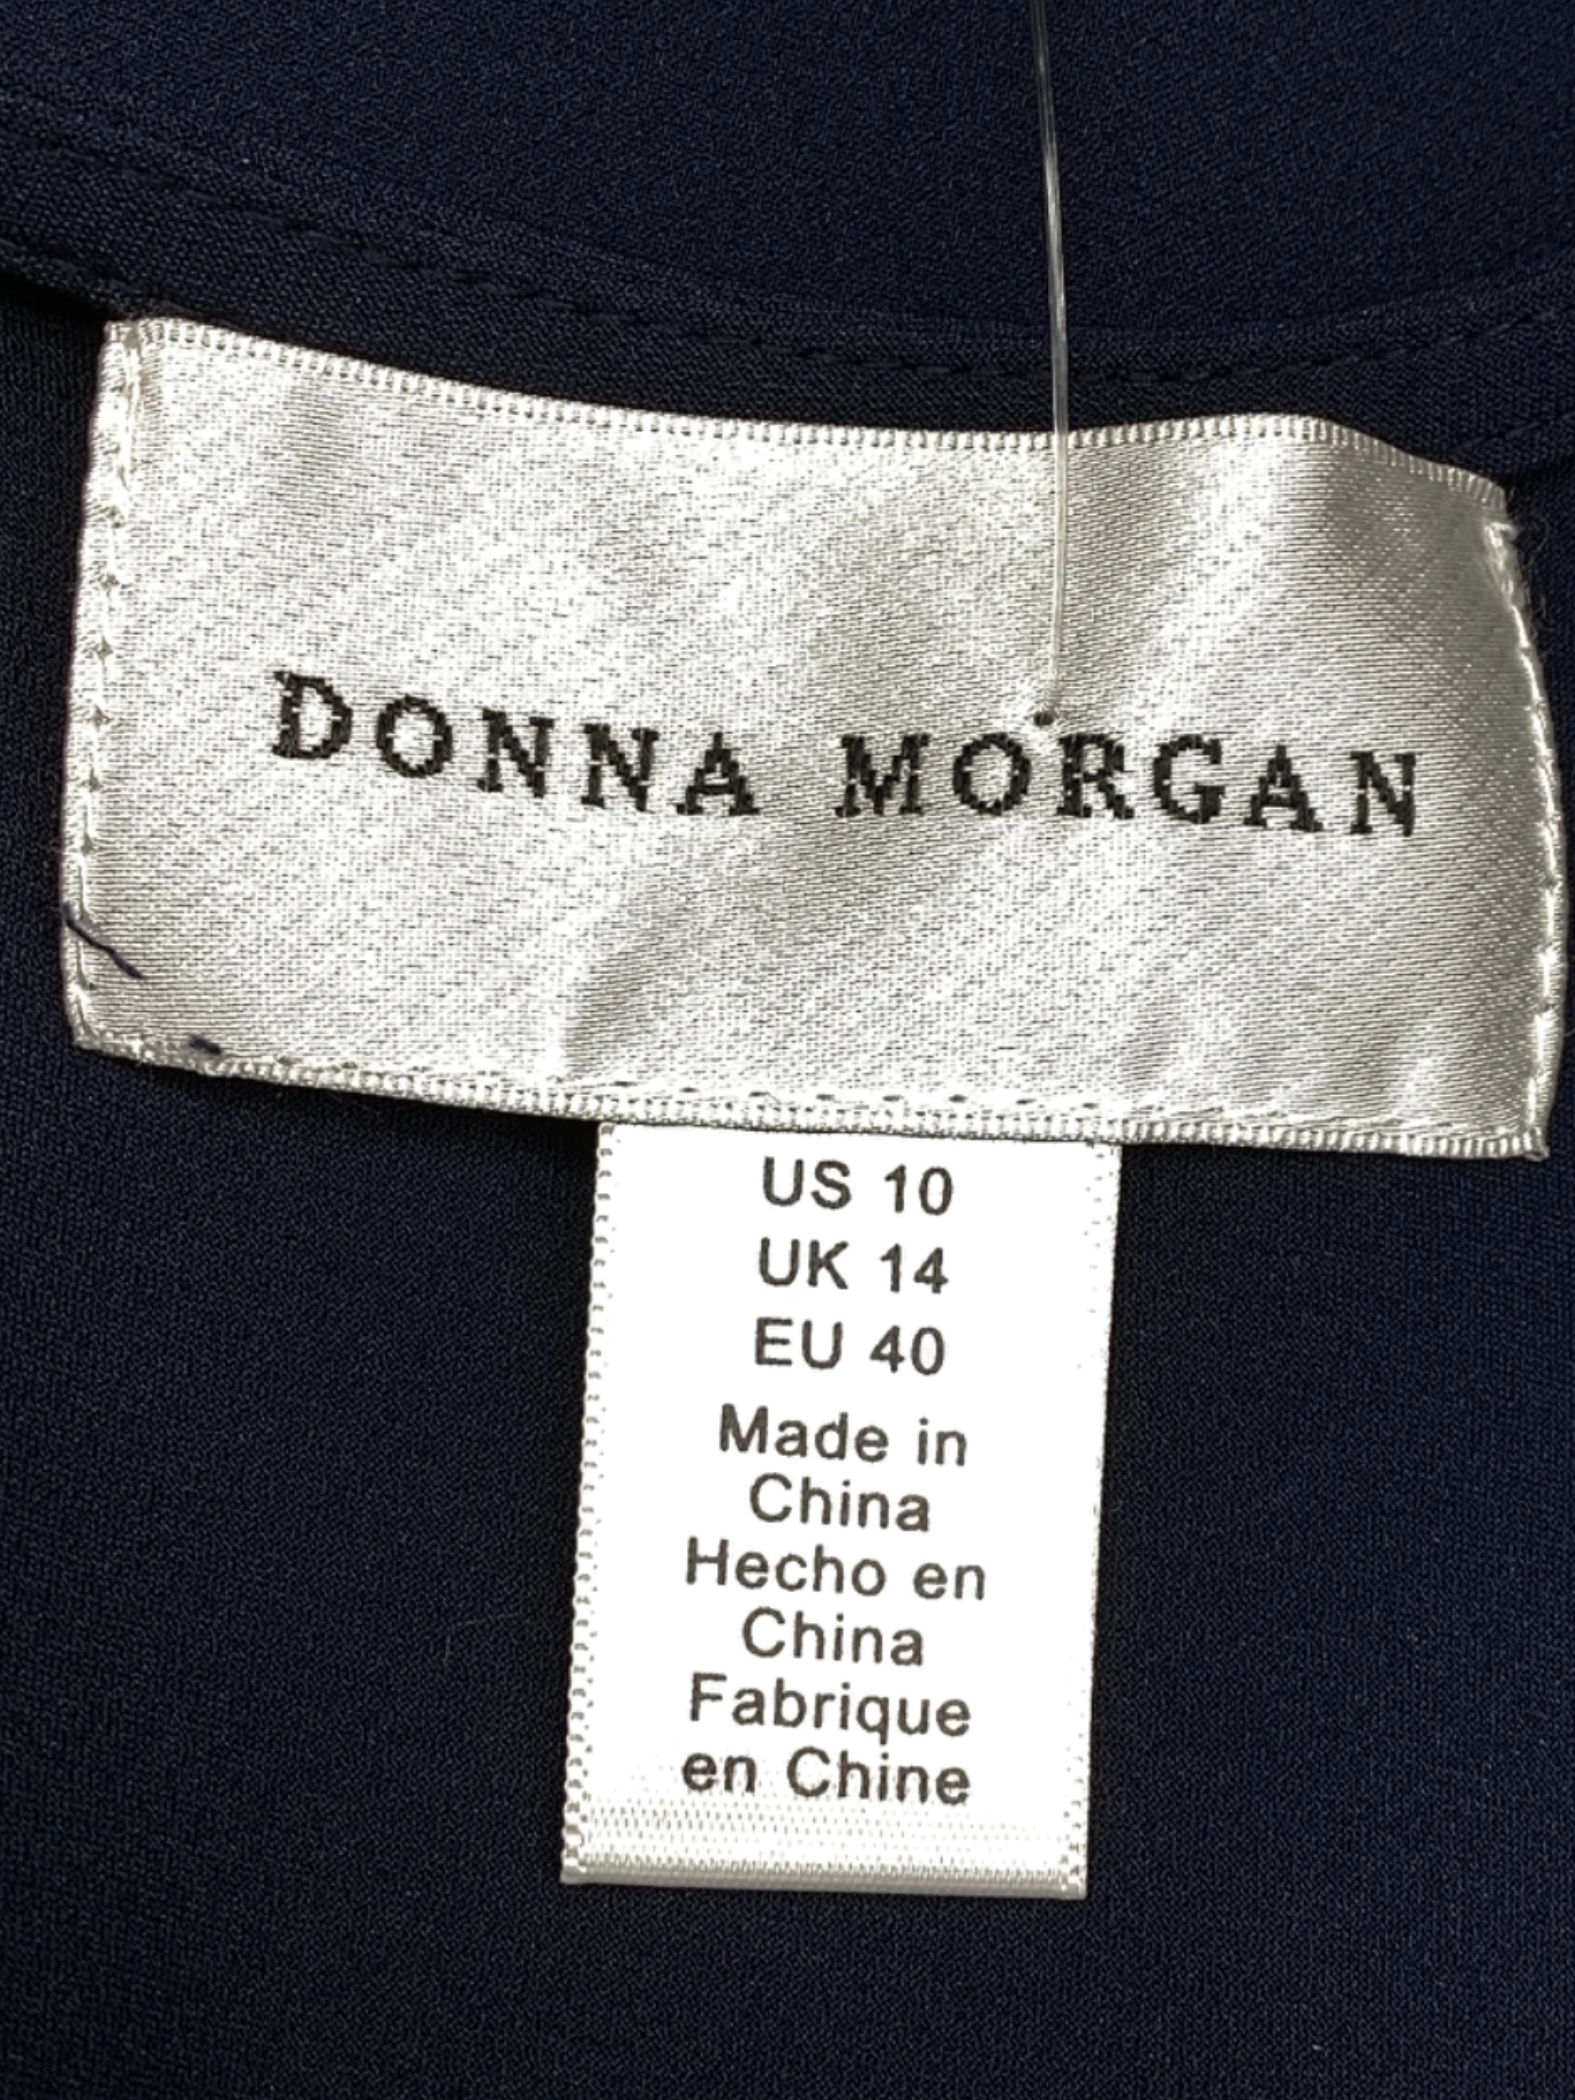 DONNA MORGAN
US 10
UK 14
EU 40
Made in
China
Hecho en
China
Fabrique
en Chine